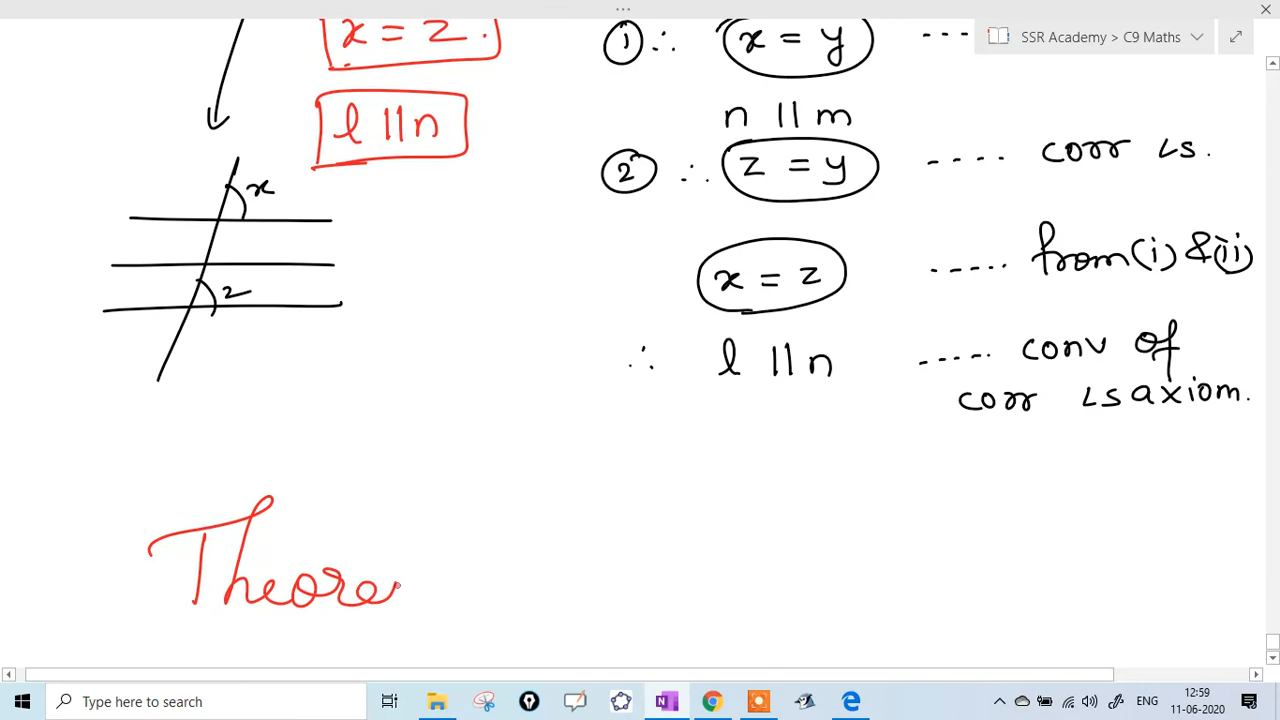 SSR Academy > C9 Maths
x = z .
① ∴ x = y ---
l || n
n || m
② ∴ z = y ---- corr ∠s.
x
x = z ----- from (i) & (ii)
z
∴ l || n ----- conv of
corr ∠s axiom.
Theore
Type here to search
ENG
12:59
11-06-2020